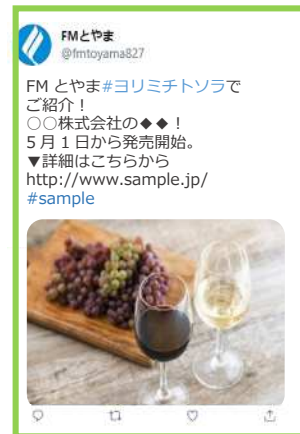 FMとやま
@fmtoyama827
FM とやま#ヨリミチトソラで
ご紹介！
○○株式会社の◆◆！
５月１日から発売開始。
▼詳細はこちらから
http://www.sample.jp/
#sample